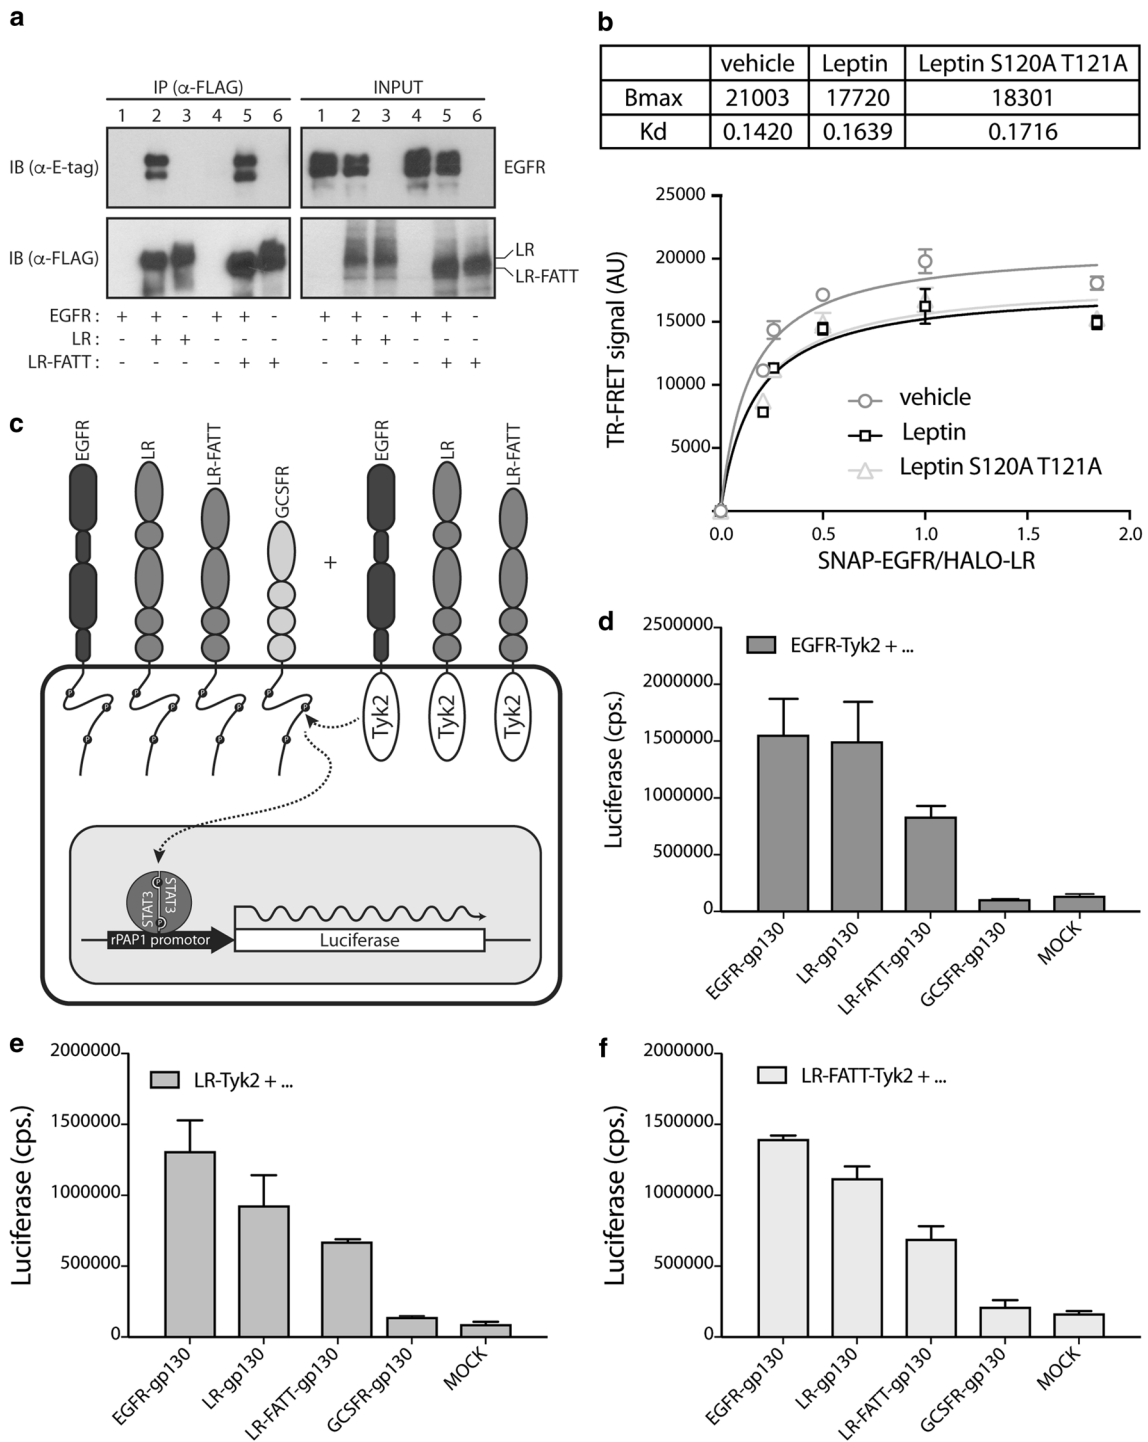 a
IP (α-FLAG)
INPUT
1 2 3 4 5 6 1 2 3 4 5 6
IB (α-E-tag)
EGFR
IB (α-FLAG)
LR
LR-FATT
EGFR : + + - + + - + + - + + -
LR : - + + - - - - + + - - -
LR-FATT : - - - - + + - - - - + +
b
vehicle Leptin Leptin S120A T121A
Bmax 21003 17720 18301
Kd 0.1420 0.1639 0.1716
25000
20000
15000
10000
5000
TR-FRET signal (AU)
vehicle
Leptin
Leptin S120A T121A
0.0 0.5 1.0 1.5 2.0
SNAP-EGFR/HALO-LR
c
EGFR
LR
LR-FATT
GCSFR
+
EGFR
LR
LR-FATT
P P P P
P P P P
P P P P
Tyk2 Tyk2 Tyk2
P
STAT3 STAT3
P
rPAP1 promotor
Luciferase
d
EGFR-Tyk2 + ...
2500000
2000000
1500000
1000000
500000
0
Luciferase (cps.)
EGFR-gp130
LR-gp130
LR-FATT-gp130
GCSFR-gp130
MOCK
e
LR-Tyk2 + ...
2000000
1500000
1000000
500000
0
Luciferase (cps.)
EGFR-gp130
LR-gp130
LR-FATT-gp130
GCSFR-gp130
MOCK
f
LR-FATT-Tyk2 + ...
2000000
1500000
1000000
500000
0
Luciferase (cps.)
EGFR-gp130
LR-gp130
LR-FATT-gp130
GCSFR-gp130
MOCK